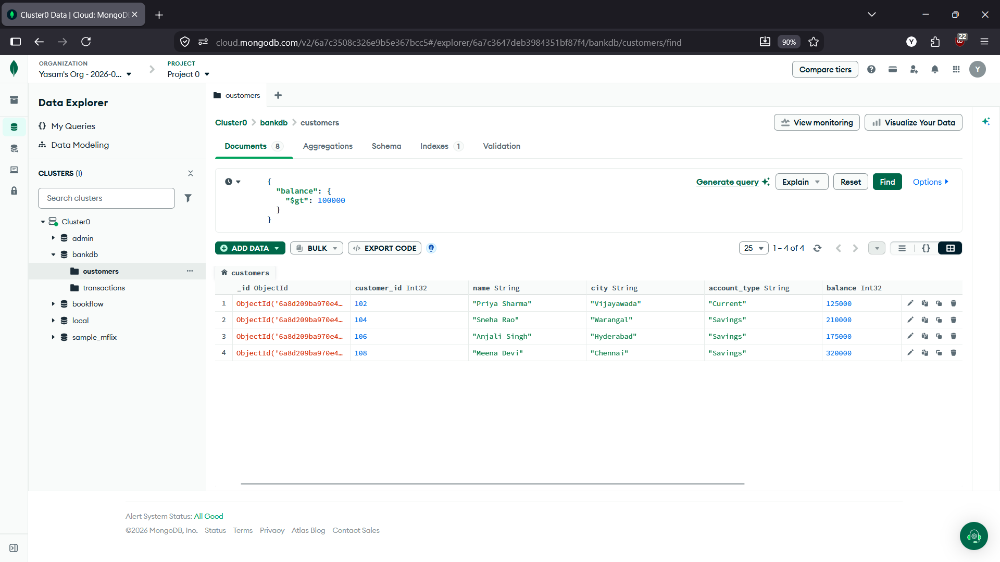 Cluster0 Data | Cloud: MongoD
cloud.mongodb.com/v2/6a7c3508c326e9b5e367bcc5#/explorer/6a7c3647deb3984351bf87f4/bankdb/customers/find
90%
Y
22
ORGANIZATION
Yasam's Org - 2026-0...
PROJECT
Project 0
Compare tiers
Y
Data Explorer
My Queries
Data Modeling
CLUSTERS (1)
Search clusters
Cluster0
admin
bankdb
customers
transactions
bookflow
local
sample_mflix
customers
Cluster0 > bankdb > customers
View monitoring
Visualize Your Data
Documents 8
Aggregations
Schema
Indexes 1
Validation
{
"balance": {
"$gt": 100000
}
}
Generate query
Explain
Reset
Find
Options
ADD DATA
BULK
EXPORT CODE
25
1 – 4 of 4
customers
_id ObjectId customer_id Int32 name String city String account_type String balance Int32
1 ObjectId('6a8d209ba970e4… 102 "Priya Sharma" "Vijayawada" "Current" 125000
2 ObjectId('6a8d209ba970e4… 104 "Sneha Rao" "Warangal" "Savings" 210000
3 ObjectId('6a8d209ba970e4… 106 "Anjali Singh" "Hyderabad" "Savings" 175000
4 ObjectId('6a8d209ba970e4… 108 "Meena Devi" "Chennai" "Savings" 320000
Alert System Status: All Good
©2026 MongoDB, Inc. Status Terms Privacy Atlas Blog Contact Sales